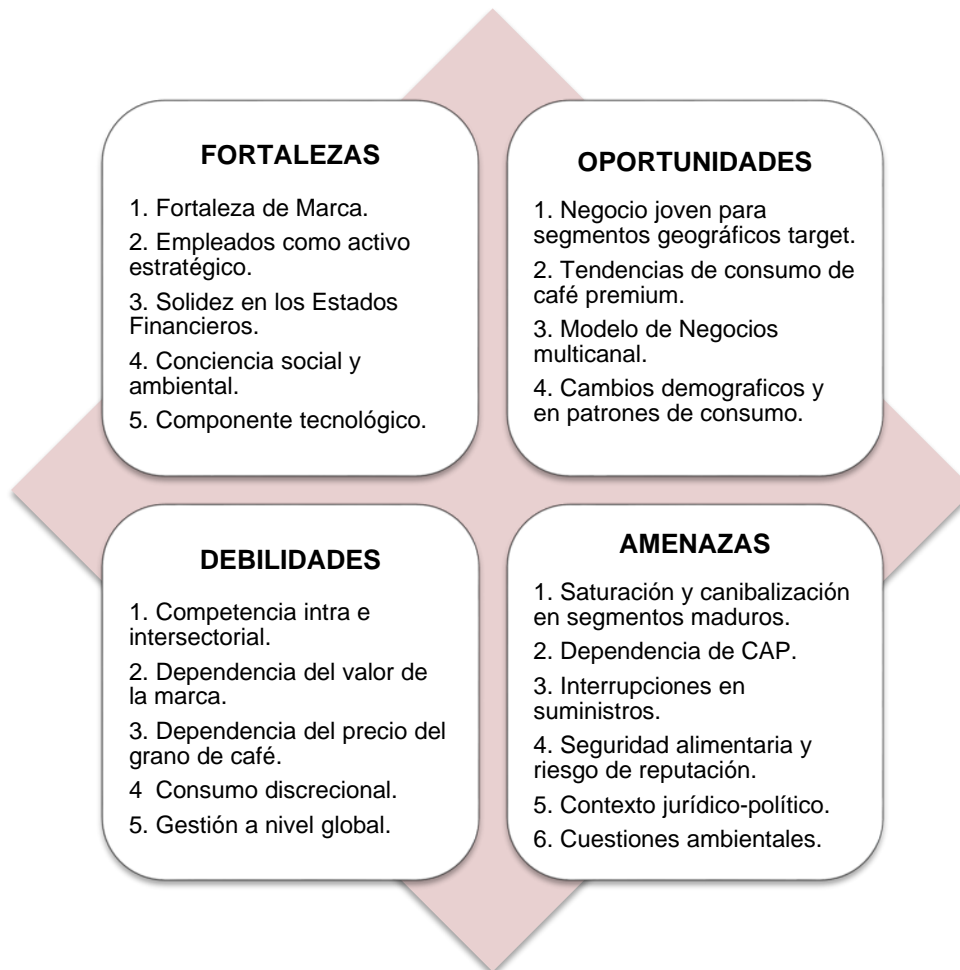 FORTALEZAS
1. Fortaleza de Marca.
2. Empleados como activo
estratégico.
3. Solidez en los Estados
Financieros.
4. Conciencia social y
ambiental.
5. Componente tecnológico.
OPORTUNIDADES
1. Negocio joven para
segmentos geográficos target.
2. Tendencias de consumo de
café premium.
3. Modelo de Negocios
multicanal.
4. Cambios demograficos y
en patrones de consumo.
DEBILIDADES
1. Competencia intra e
intersectorial.
2. Dependencia del valor de
la marca.
3. Dependencia del precio del
grano de café.
4  Consumo discrecional.
5. Gestión a nivel global.
AMENAZAS
1. Saturación y canibalización
en segmentos maduros.
2. Dependencia de CAP.
3. Interrupciones en
suministros.
4. Seguridad alimentaria y
riesgo de reputación.
5. Contexto jurídico-político.
6. Cuestiones ambientales.